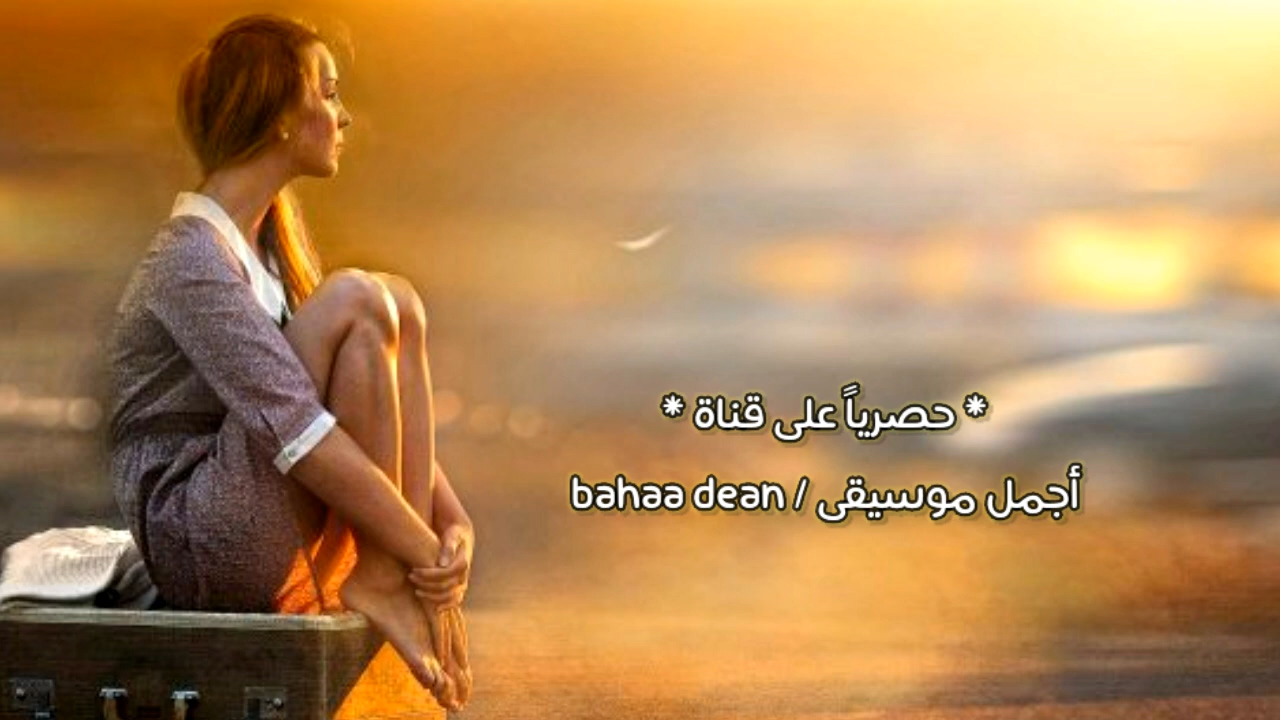 * حصرياً على قناة *
أجمل موسيقى / bahaa dean